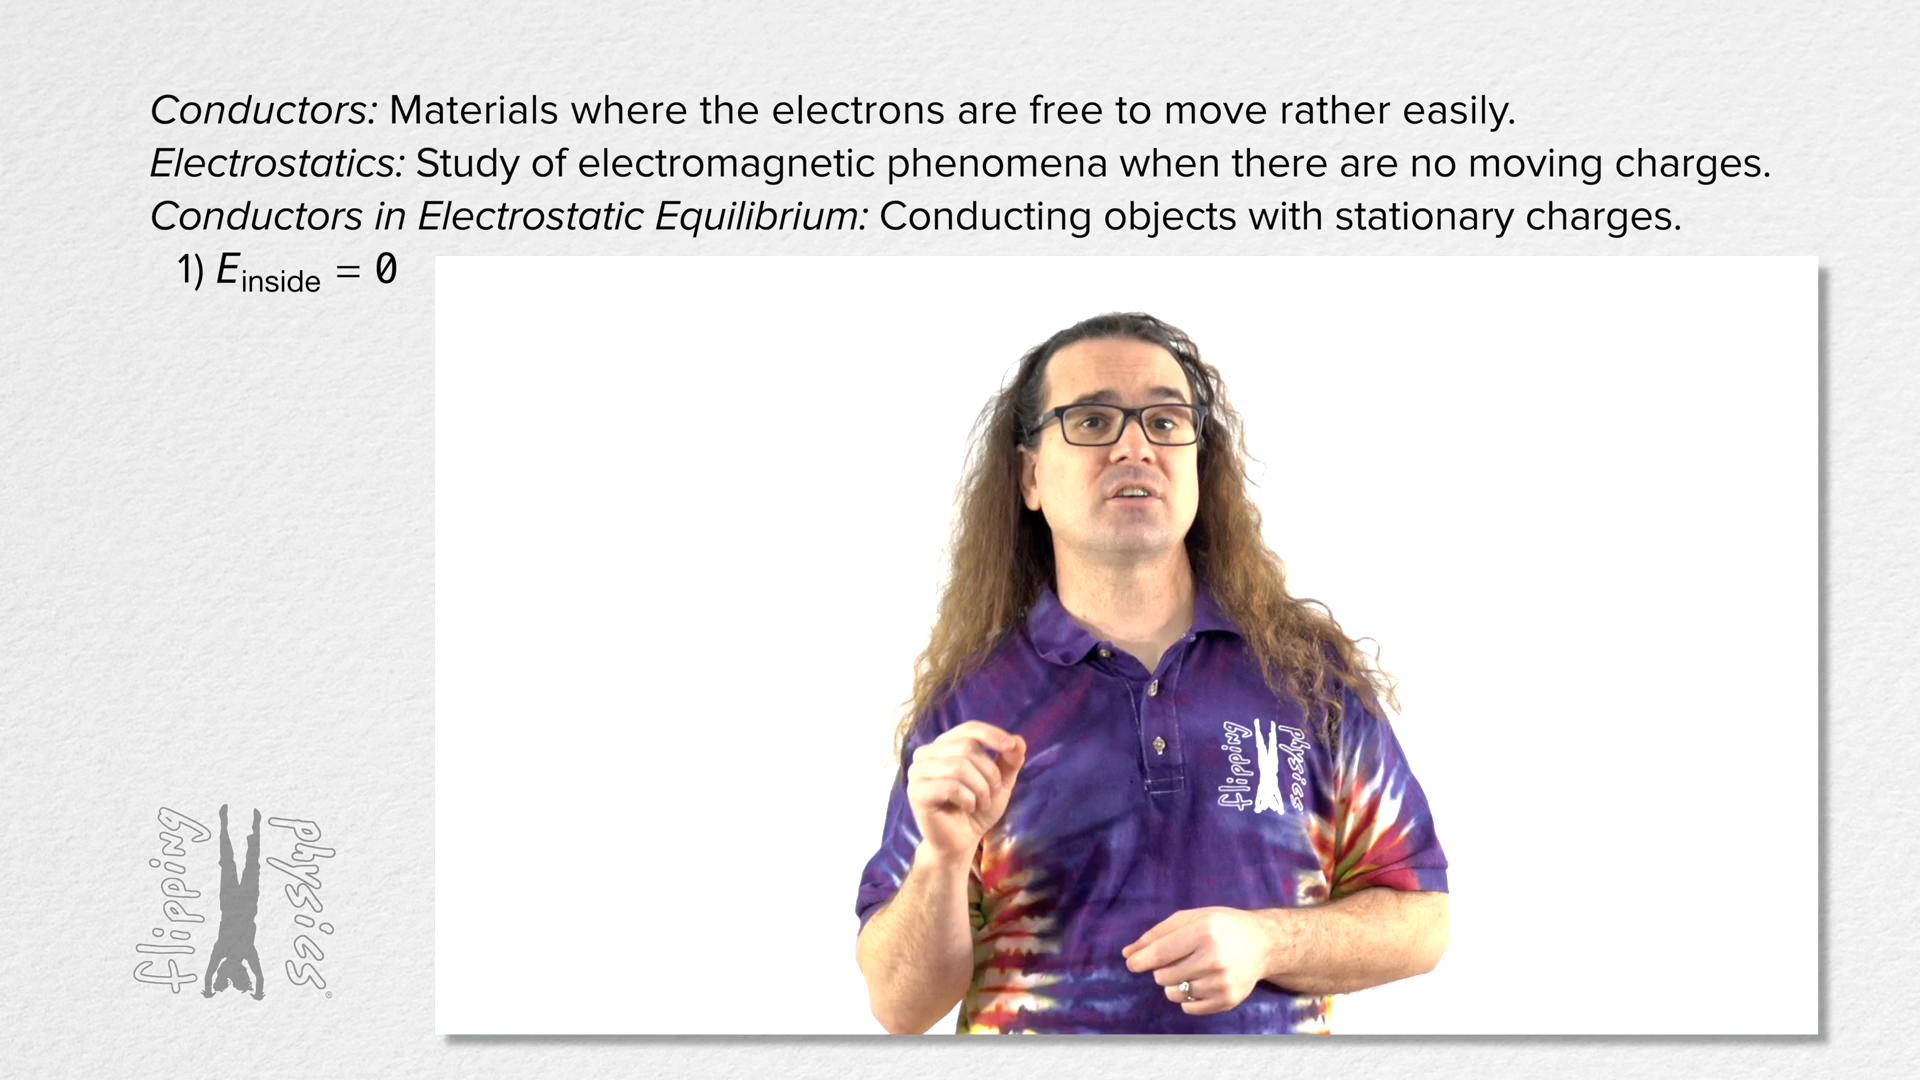 Conductors: Materials where the electrons are free to move rather easily.
Electrostatics: Study of electromagnetic phenomena when there are no moving charges.
Conductors in Electrostatic Equilibrium: Conducting objects with stationary charges.
1) E_inside = 0
flipping
physics
®
flipping
physics